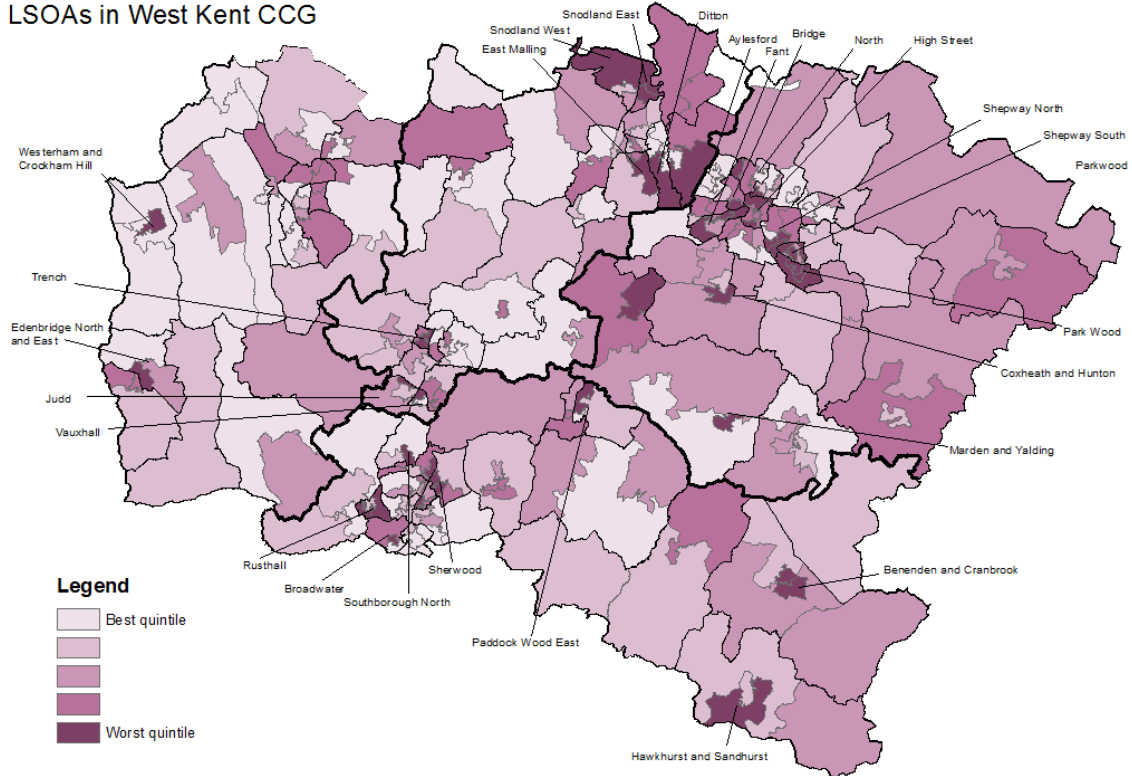 LSOAs in West Kent CCG
Snodland East
Ditton
Snodland West
Bridge
Aylesford
North
High Street
East Malling
Fant
Shepway North
Shepway South
Westerham and
Crookham Hill
Parkwood
Trench
Edenbridge North
and East
Park Wood
Coxheath and Hunton
Judd
Vauxhall
Marden and Yalding
Rusthall
Sherwood
Benenden and Cranbrook
Broadwater
Southborough North
Legend
Best quintile
Worst quintile
Paddock Wood East
Hawkhurst and Sandhurst